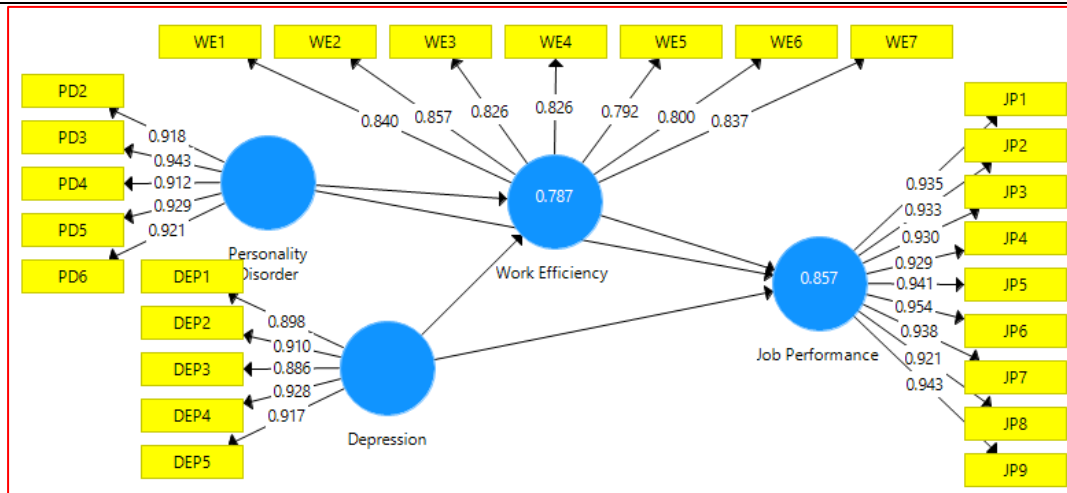 WE1 WE2 WE3 WE4 WE5 WE6 WE7
0.840 0.857 0.826 0.826 0.792 0.800 0.837
PD2
PD3
PD4
PD5
PD6
0.918
0.943
0.912
0.929
0.921
Personality
Disorder
DEP1
DEP2
DEP3
DEP4
DEP5
0.898
0.910
0.886
0.928
0.917
Depression
0.787
Work Efficiency
0.857
Job Performance
0.935
0.933
0.930
0.929
0.941
0.954
0.938
0.921
0.943
JP1
JP2
JP3
JP4
JP5
JP6
JP7
JP8
JP9